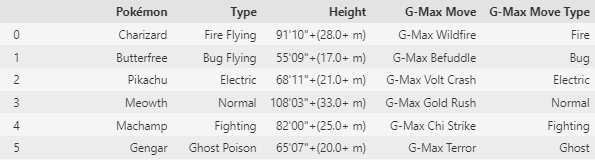 Pokémon Type Height G-Max Move G-Max Move Type
0 Charizard Fire Flying 91'10"+(28.0+ m) G-Max Wildfire Fire
1 Butterfree Bug Flying 55'09"+(17.0+ m) G-Max Befuddle Bug
2 Pikachu Electric 68'11"+(21.0+ m) G-Max Volt Crash Electric
3 Meowth Normal 108'03"+(33.0+ m) G-Max Gold Rush Normal
4 Machamp Fighting 82'00"+(25.0+ m) G-Max Chi Strike Fighting
5 Gengar Ghost Poison 65'07"+(20.0+ m) G-Max Terror Ghost